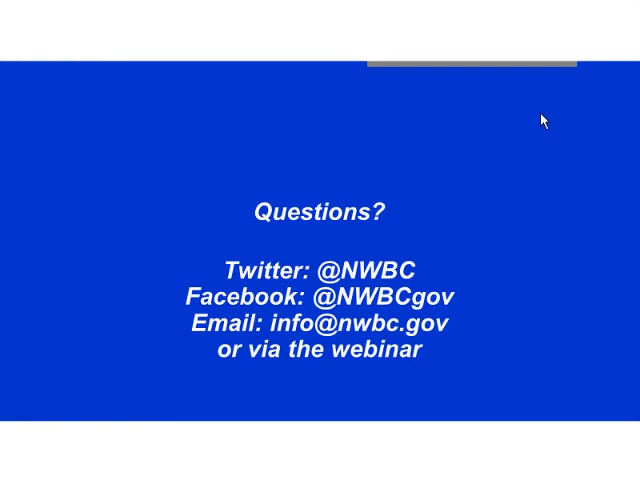 Questions?
Twitter: @NWBC
Facebook: @NWBCgov
Email: info@nwbc.gov
or via the webinar